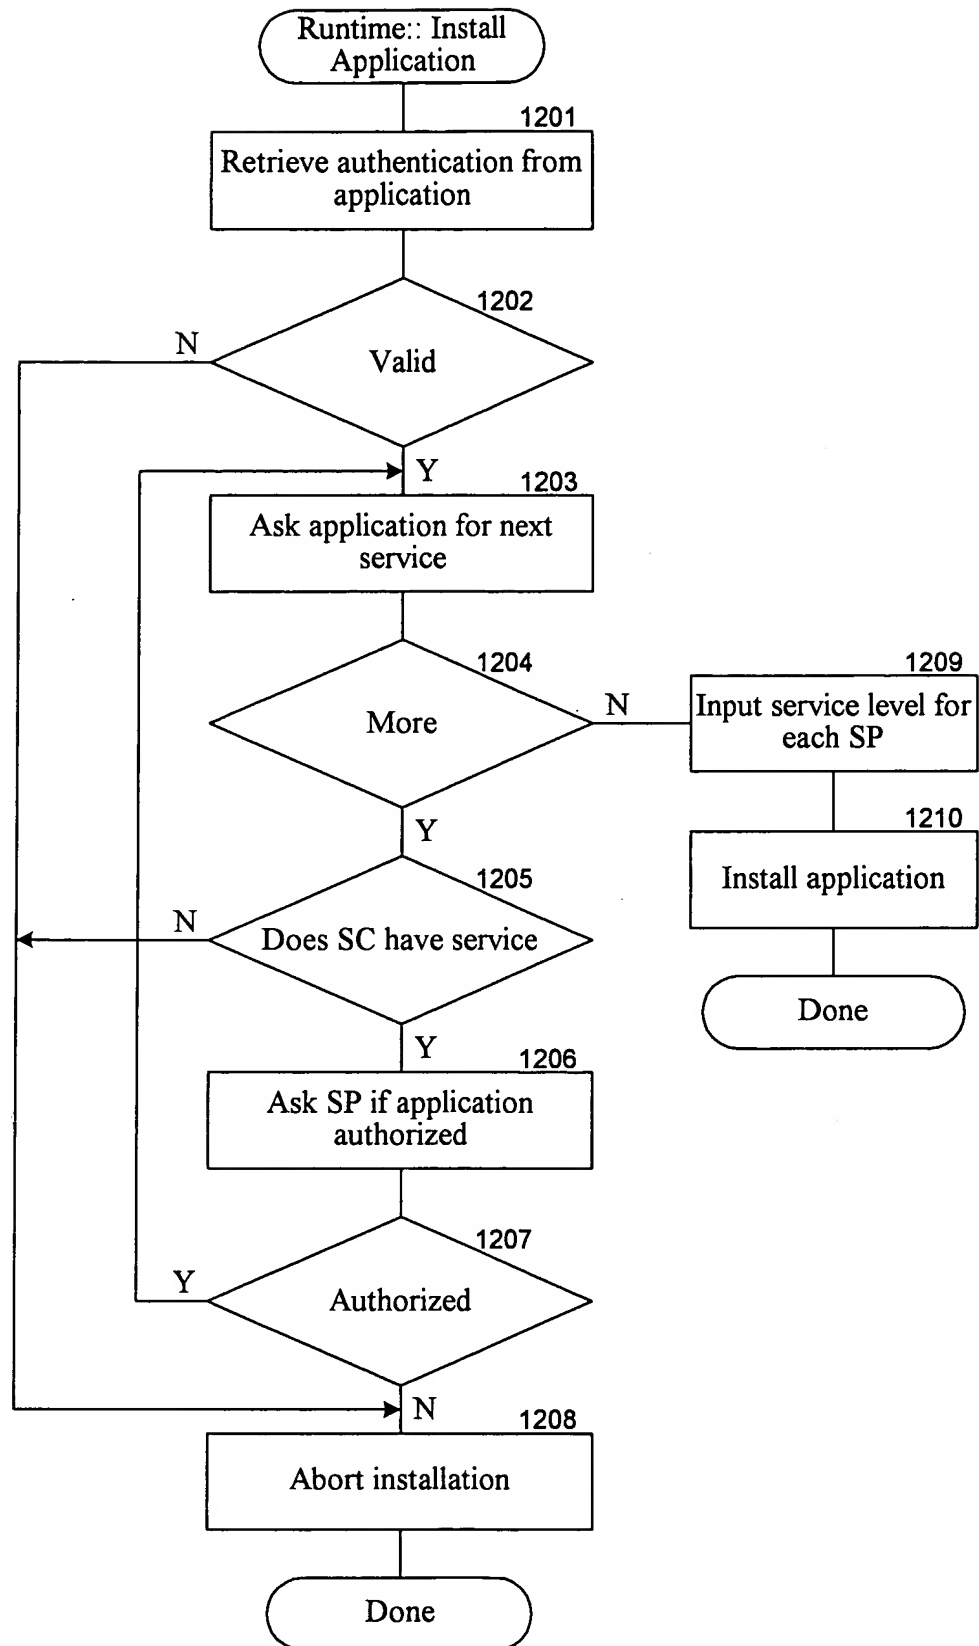 Runtime:: Install
Application
1201
Retrieve authentication from
application
1202
N
Valid
Y
1203
Ask application for next
service
1204
More
N
1209
Input service level for
each SP
Y
1210
Install application
1205
N
Does SC have service
Done
Y
1206
Ask SP if application
authorized
1207
Y
Authorized
N
1208
Abort installation
Done